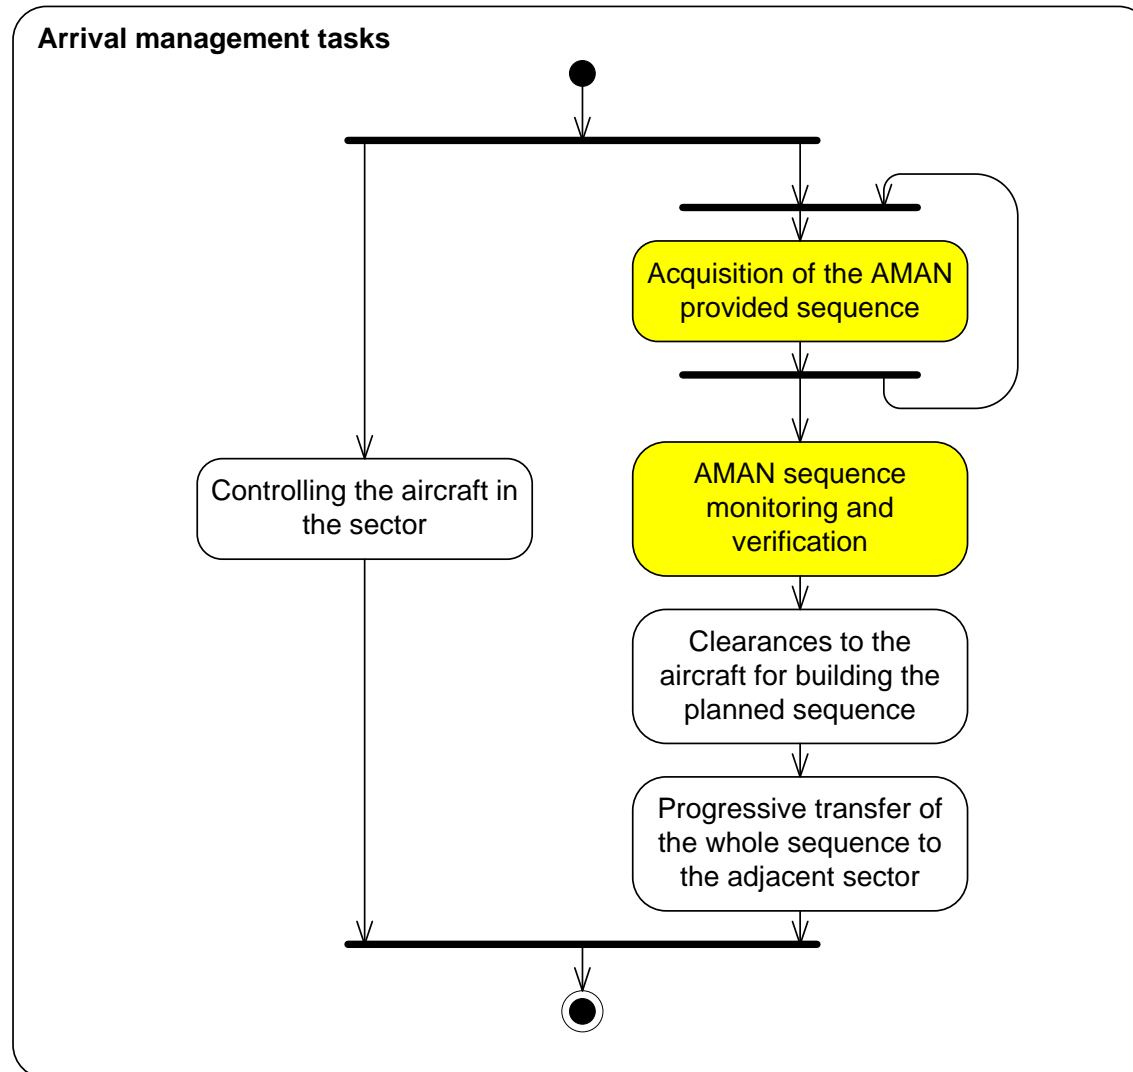 Arrival management tasks
Acquisition of the AMAN
provided sequence
Controlling the aircraft in
the sector
AMAN sequence
monitoring and
verification
Clearances to the
aircraft for building the
planned sequence
Progressive transfer of
the whole sequence to
the adjacent sector